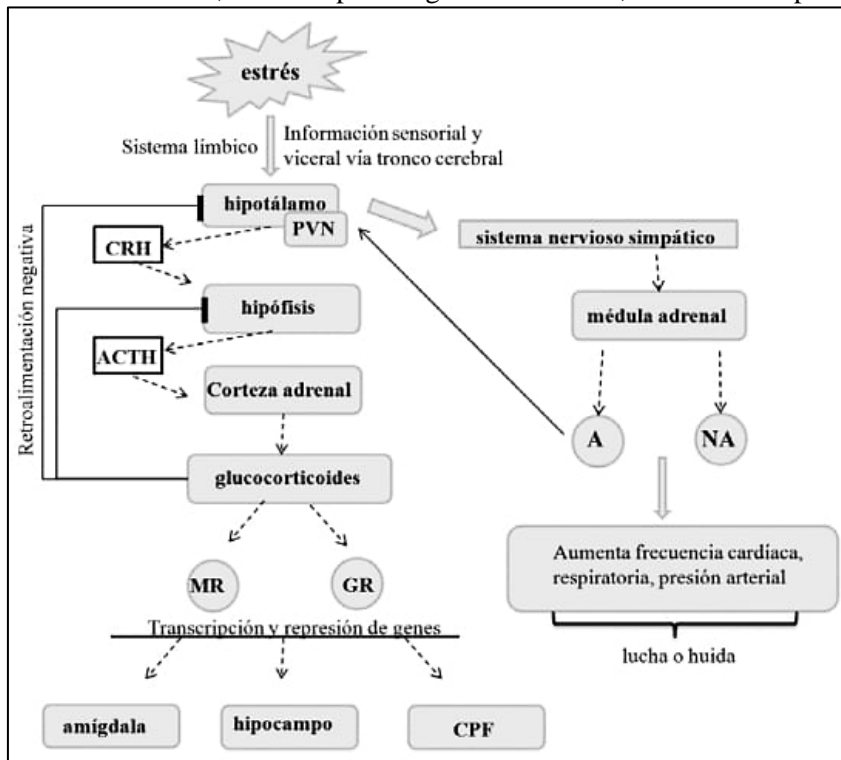 estrés
Sistema límbico
Información sensorial y
viceral vía tronco cerebral
hipotálamo
PVN
sistema nervioso simpático
CRH
hipófisis
médula adrenal
ACTH
Corteza adrenal
Retroalimentación negativa
A
NA
glucocorticoides
Aumenta frecuencia cardíaca,
respiratoria, presión arterial
MR
GR
Transcripción y represión de genes
lucha o huida
amígdala
hipocampo
CPF